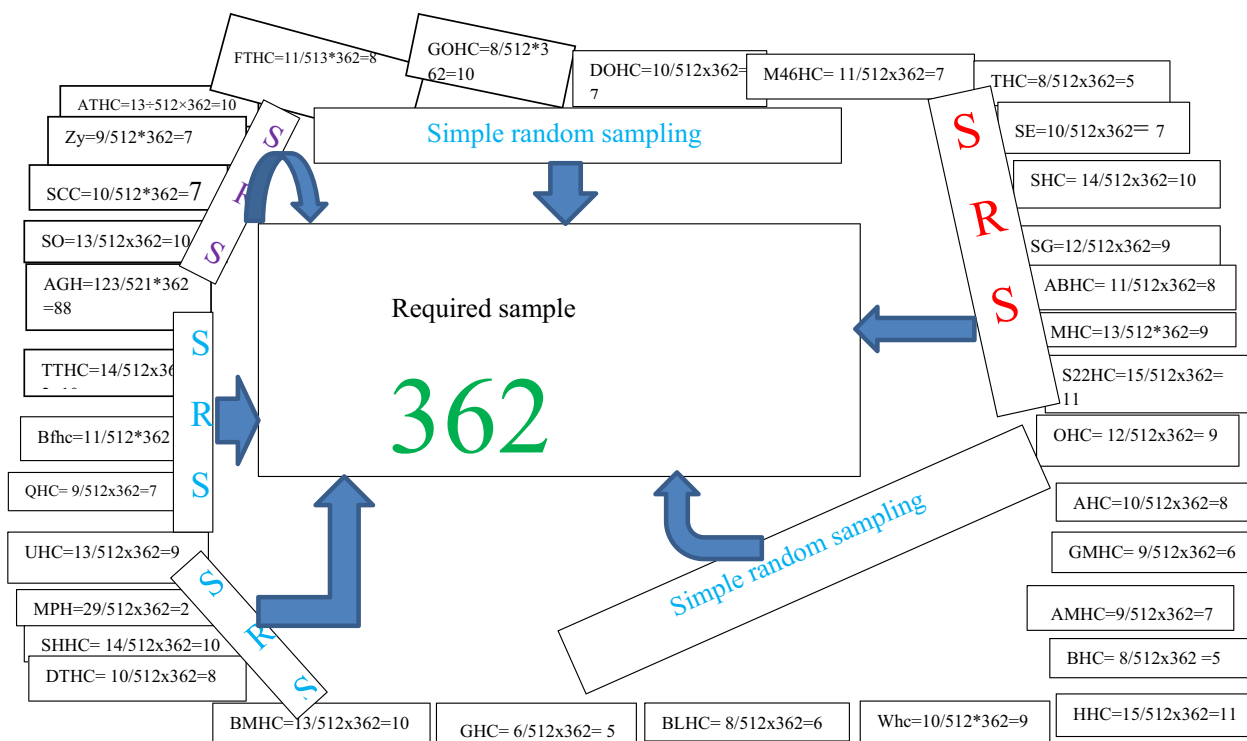 FTHC=11/513*362=8
GOHC=8/512*3
62=10
DOHC=10/512x362=
7
M46HC= 11/512x362=7
THC=8/512x362=5
ATHC=13÷512×362=10
Zy=9/512*362=7
SCC=10/512*362=7
SO=13/512x362=10
AGH=123/521*362
=88
TTHC=14/512x36
Bfhc=11/512*362
QHC= 9/512x362=7
UHC=13/512x362=9
MPH=29/512x362=2
SHHC= 14/512x362=10
DTHC= 10/512x362=8
S
R
S
Simple random sampling
S
R
S
SE=10/512x362= 7
SHC= 14/512x362=10
SG=12/512x362=9
ABHC= 11/512x362=8
MHC=13/512*362=9
S22HC=15/512x362=
11
OHC= 12/512x362= 9
AHC=10/512x362=8
GMHC= 9/512x362=6
AMHC=9/512x362=7
BHC= 8/512x362 =5
HHC=15/512x362=11
Required sample
362
S
R
S
S
R
S
Simple random sampling
BMHC=13/512x362=10
GHC= 6/512x362= 5
BLHC= 8/512x362=6
Whc=10/512*362=9